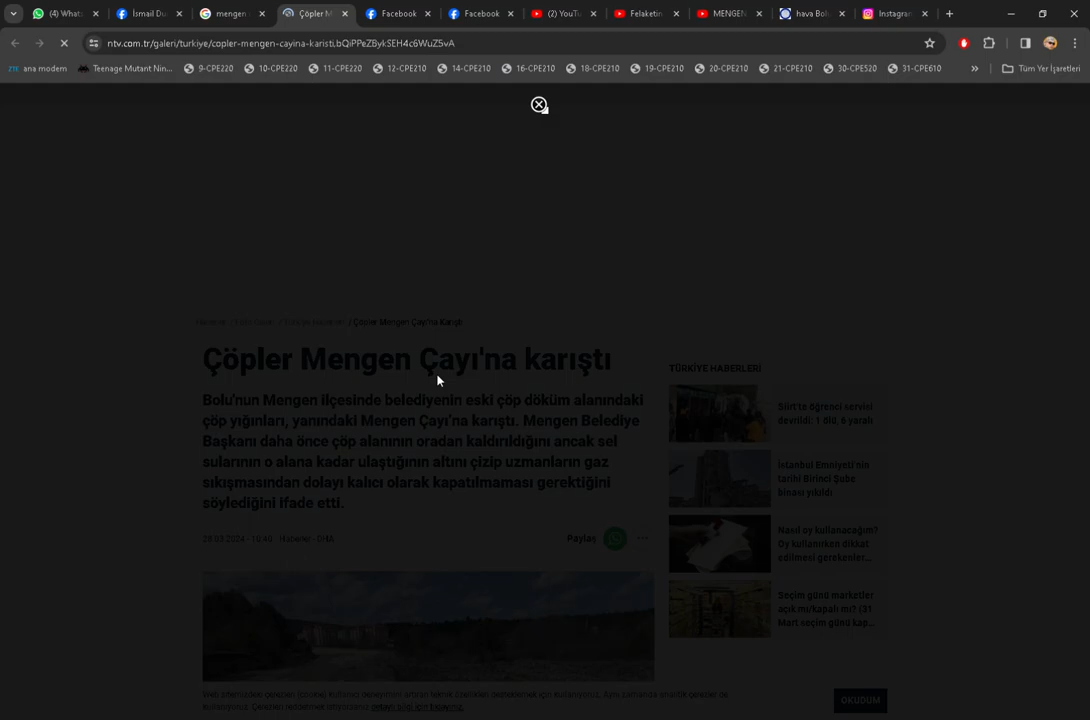 (4) What
İsmail Du
mengen
Çöpler M
Facebook
Facebook
(2) YouTu
Felaketin
MENGEN
hava Bolu
Instagram
ntv.com.tr/galeri/turkiye/copler-mengen-cayina-karisti,bQiPPeZBykSEH4c6WuZ5vA
ZTE ana modem
Teenage Mutant Nin...
9-CPE220
10-CPE220
11-CPE220
12-CPE210
14-CPE210
16-CPE210
18-CPE210
19-CPE210
20-CPE210
21-CPE210
30-CPE520
31-CPE610
»
Tüm Yer İşaretleri
/ Çöpler Mengen Çayı'na Karıştı
Çöpler Mengen Çayı'na karıştı
Bolu'nun Mengen ilçesinde belediyenin eski çöp döküm alanındaki
çöp yığınları, yanındaki Mengen Çayı'na karıştı. Mengen Belediye
Başkanı daha önce çöp alanının oradan kaldırıldığını ancak sel
sularının o alana kadar ulaştığının altını çizip uzmanların gaz
sıkışmasından dolayı kalıcı olarak kapatılmaması gerektiğini
söylediğini ifade etti.
28.03.2024 - 10:40
Paylaş
TÜRKİYE HABERLERİ
Siirt'te öğrenci servisi
devrildi: 1 ölü, 6 yaralı
İstanbul Emniyeti'nin
tarihi Birinci Şube
binası yıkıldı
Nasıl oy kullanacağım?
Oy kullanırken dikkat
edilmesi gerekenler...
Seçim günü marketler
açık mı/kapalı mı? (31
Mart seçim günü kap...
OKUDUM